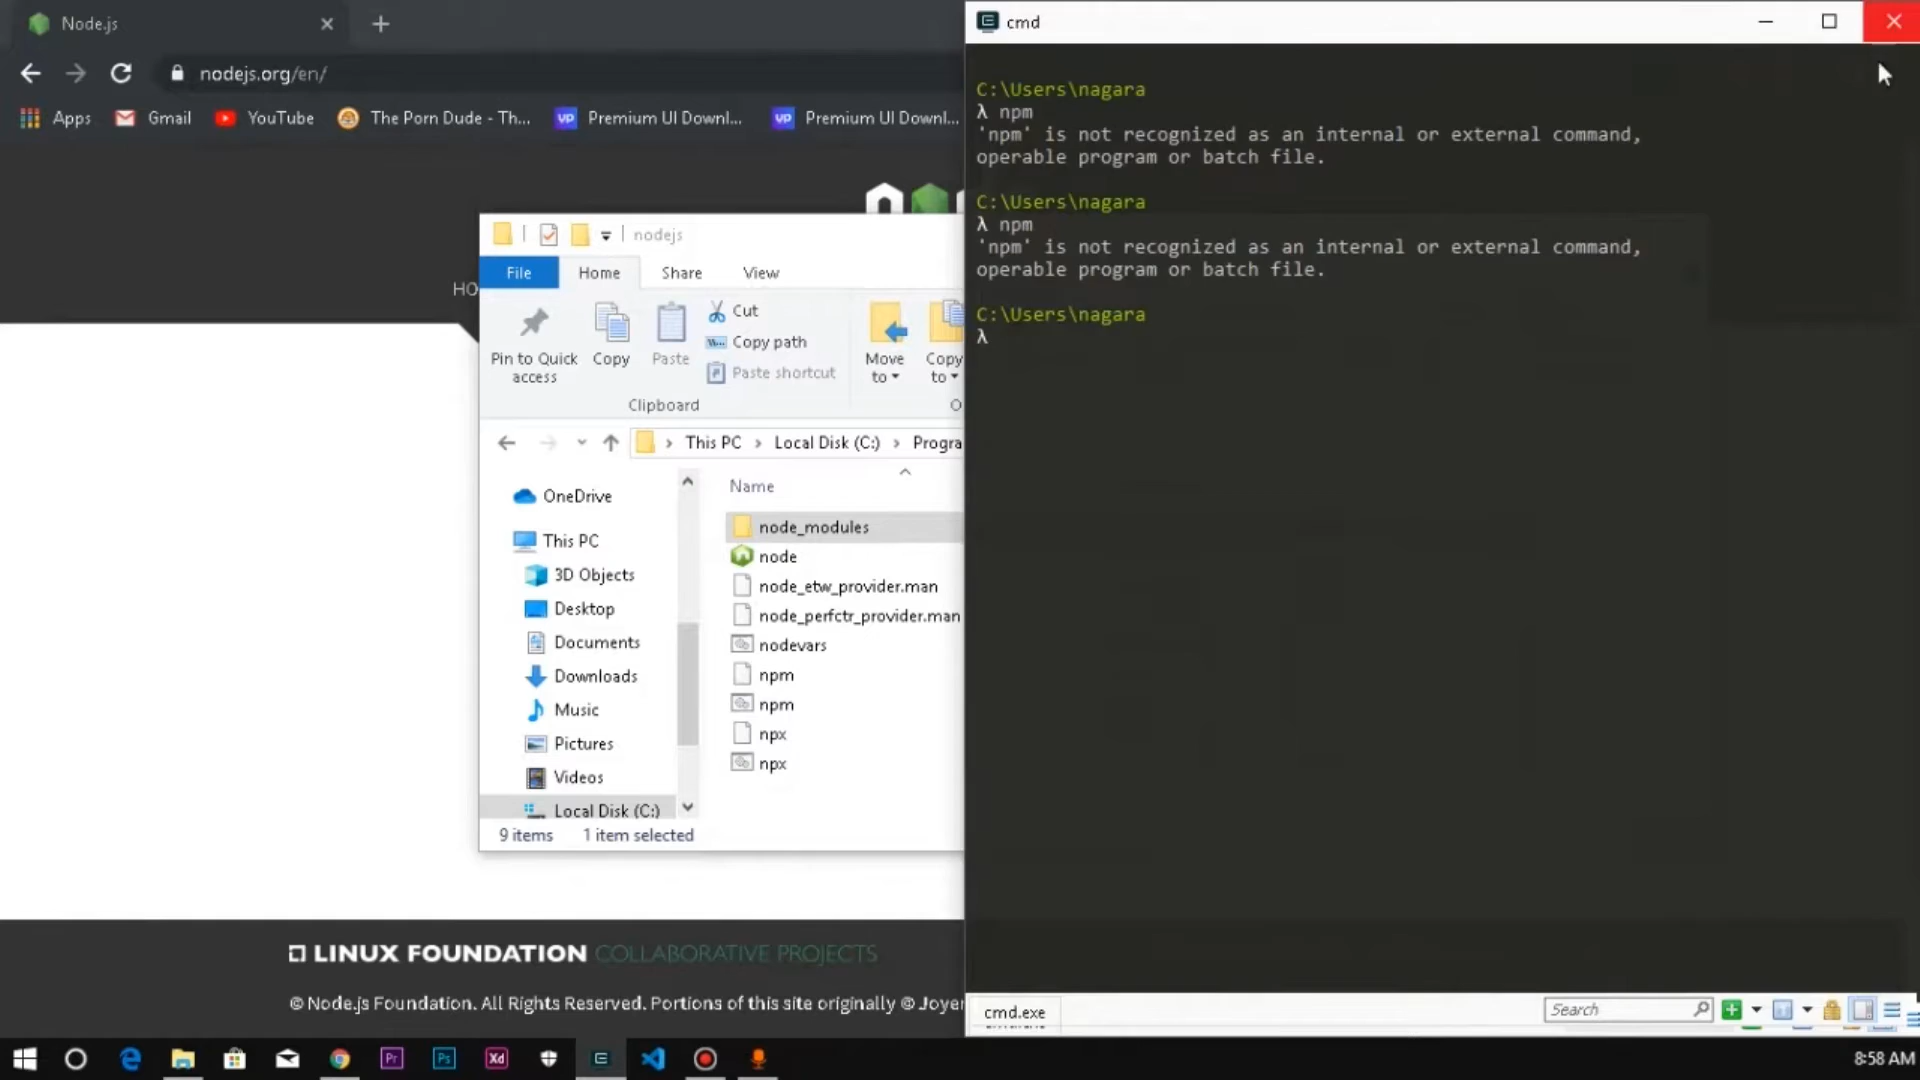 Node.js
nodejs.org/en/
Apps
Gmail
YouTube
The Porn Dude - Th...
Premium UI Downl...
Premium UI Downl...
HO
nodejs
File
Home
Share
View
Pin to Quick
access
Copy
Paste
Cut
Copy path
Paste shortcut
Move
to
Copy
to
Clipboard
O
This PC > Local Disk (C:) > Progra
OneDrive
This PC
3D Objects
Desktop
Documents
Downloads
Music
Pictures
Videos
Local Disk (C:)
Name
node_modules
node
node_etw_provider.man
node_perfctr_provider.man
nodevars
npm
npm
npx
npx
9 items
1 item selected
LINUX FOUNDATION COLLABORATIVE PROJECTS
© Node.js Foundation. All Rights Reserved. Portions of this site originally © Joyen
cmd
C:\Users\nagara
λ npm
'npm' is not recognized as an internal or external command,
operable program or batch file.
C:\Users\nagara
λ npm
'npm' is not recognized as an internal or external command,
operable program or batch file.
C:\Users\nagara
λ
cmd.exe
Search
Pr
Ps
Xd
8:58 AM